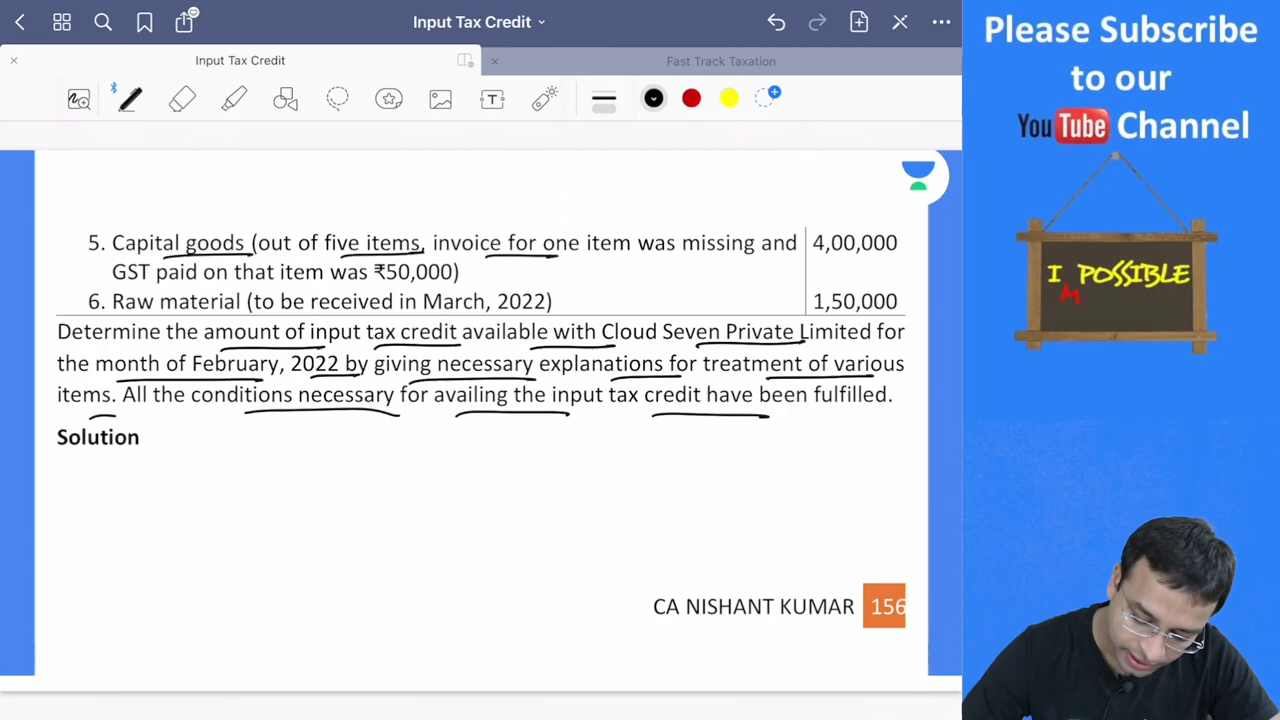 Input Tax Credit
Input Tax Credit
Fast Track Taxation
T
5. Capital goods (out of five items, invoice for one item was missing and 4,00,000
GST paid on that item was ₹50,000)
6. Raw material (to be received in March, 2022) 1,50,000
Determine the amount of input tax credit available with Cloud Seven Private Limited for
the month of February, 2022 by giving necessary explanations for treatment of various
items. All the conditions necessary for availing the input tax credit have been fulfilled.
Solution
CA NISHANT KUMAR 156
Please Subscribe
to our
YouTube Channel
I POSSIBLE
M